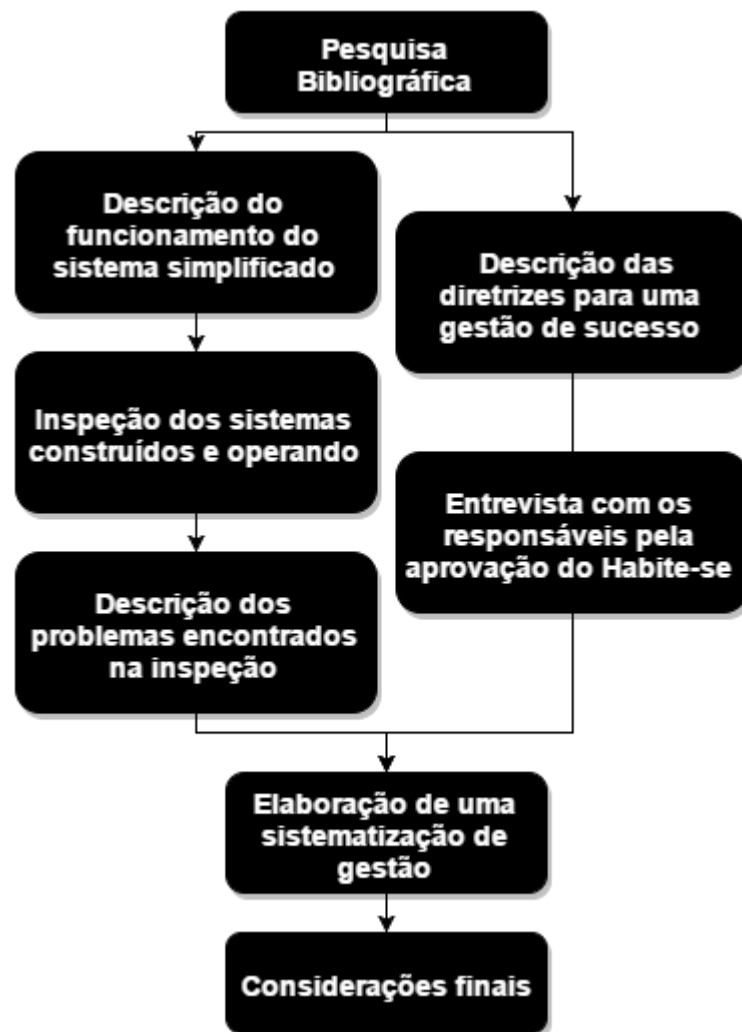 Pesquisa
Bibliográfica
Descrição do
funcionamento do
sistema simplificado
Inspeção dos sistemas
construídos e operando
Descrição dos
problemas encontrados
na inspeção
Descrição das
diretrizes para uma
gestão de sucesso
Entrevista com os
responsáveis pela
aprovação do Habite-se
Elaboração de uma
sistematização de
gestão
Considerações finais